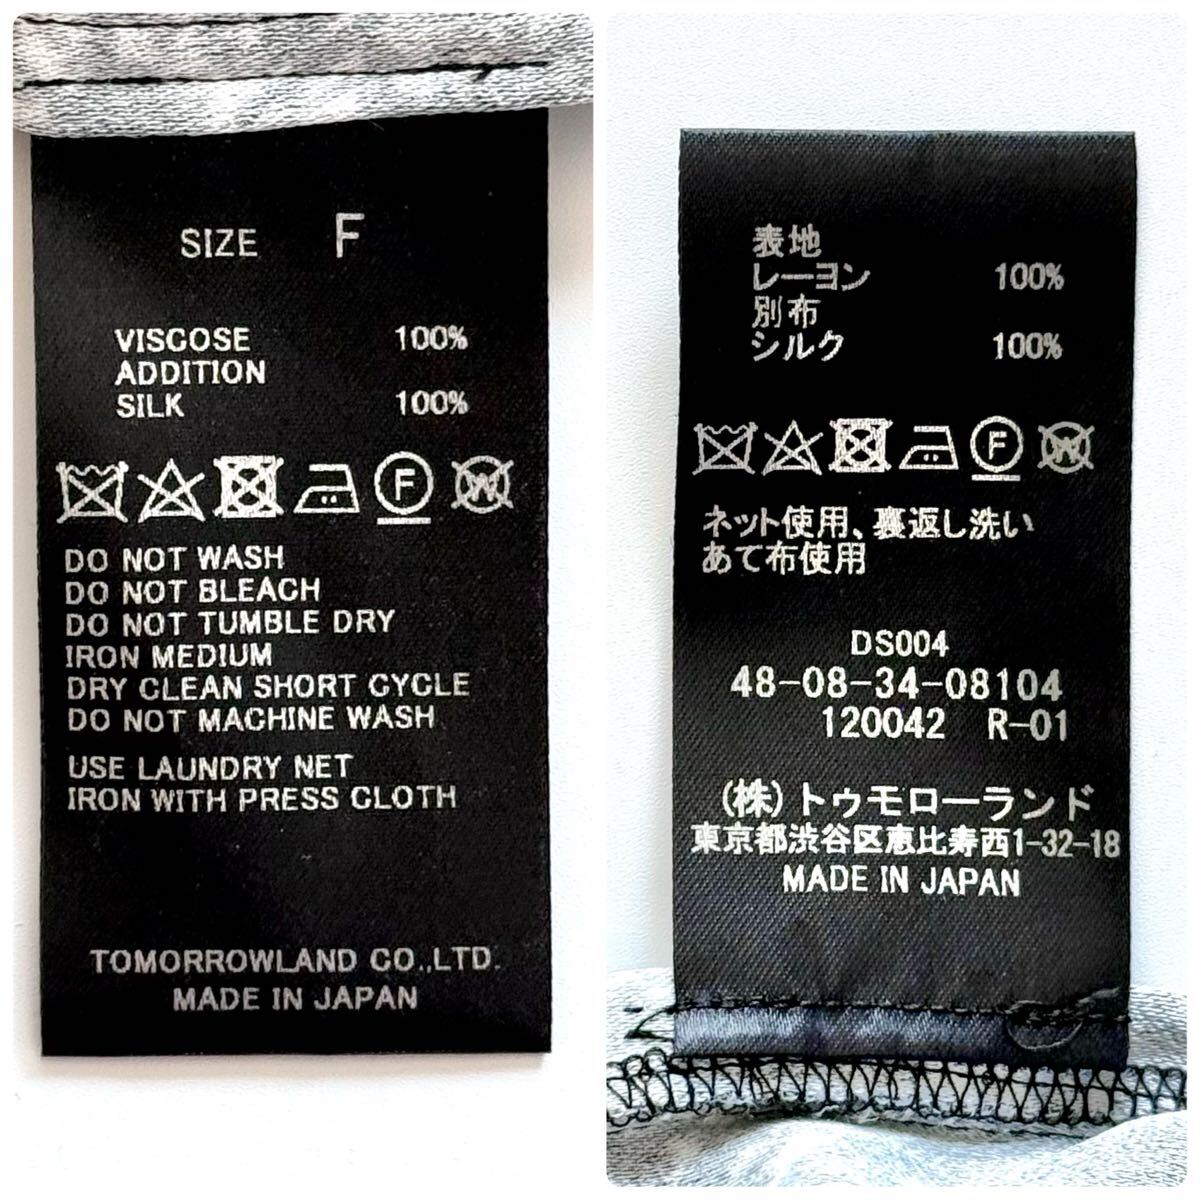 SIZE F
VISCOSE 100%
ADDITION
SILK 100%
F W
DO NOT WASH
DO NOT BLEACH
DO NOT TUMBLE DRY
IRON MEDIUM
DRY CLEAN SHORT CYCLE
DO NOT MACHINE WASH
USE LAUNDRY NET
IRON WITH PRESS CLOTH
TOMORROWLAND CO.,LTD.
MADE IN JAPAN
表地
レーヨン 100%
別布
シルク 100%
F W
ネット使用、裏返し洗い
あて布使用
DS004
48-08-34-08104
120042 R-01
(株)トゥモローランド
東京都渋谷区恵比寿西1-32-18
MADE IN JAPAN